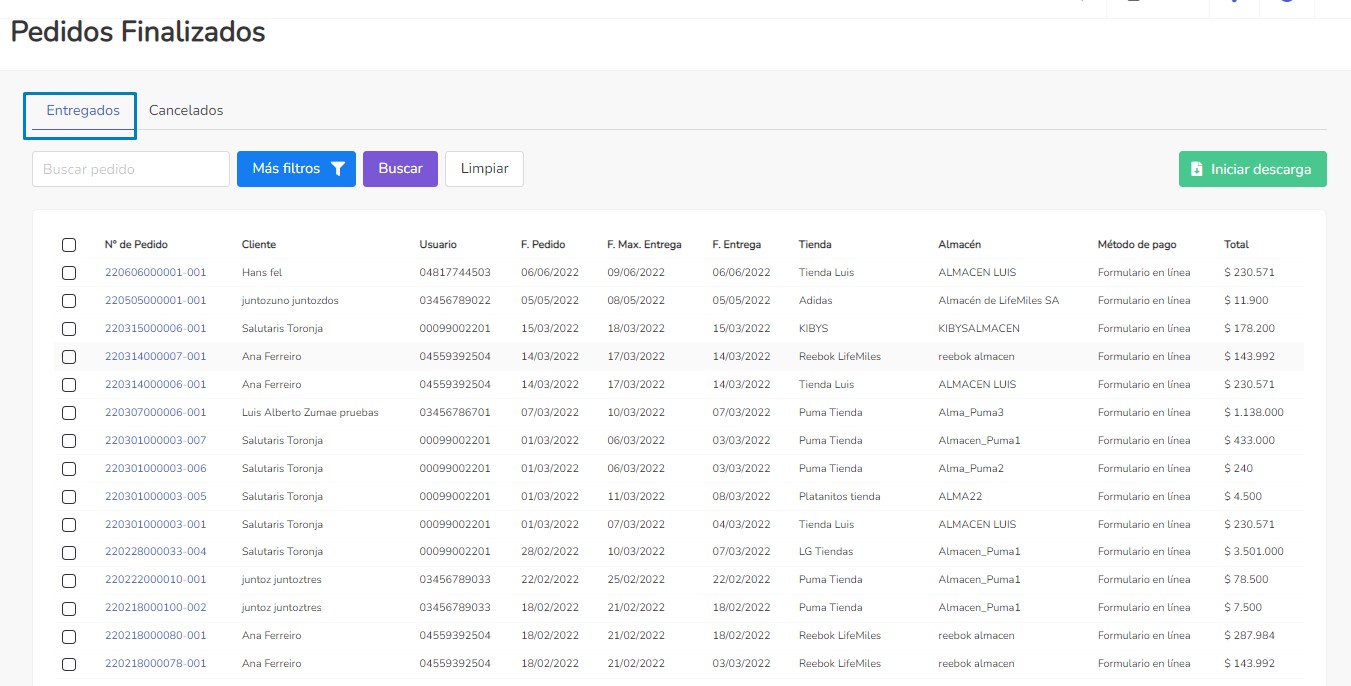 Pedidos Finalizados
Entregados Cancelados
Buscar pedido Más filtros Buscar Limpiar Iniciar descarga
N° de Pedido Cliente Usuario F. Pedido F. Max. Entrega F. Entrega Tienda Almacén Método de pago Total
220606000001-001 Hans fel 04817744503 06/06/2022 09/06/2022 06/06/2022 Tienda Luis ALMACEN LUIS Formulario en línea $ 230.571
220505000001-001 juntozuno juntozdos 03456789022 05/05/2022 08/05/2022 05/05/2022 Adidas Almacén de LifeMiles SA Formulario en línea $ 11.900
220315000006-001 Salutaris Toronja 00099002201 15/03/2022 18/03/2022 15/03/2022 KIBYS KIBYSALMACEN Formulario en línea $ 178.200
220314000007-001 Ana Ferreiro 04559392504 14/03/2022 17/03/2022 14/03/2022 Reebok LifeMiles reebok almacen Formulario en línea $ 143.992
220314000006-001 Ana Ferreiro 04559392504 14/03/2022 17/03/2022 14/03/2022 Tienda Luis ALMACEN LUIS Formulario en línea $ 230.571
220307000006-001 Luis Alberto Zumae pruebas 03456786701 07/03/2022 10/03/2022 07/03/2022 Puma Tienda Alma_Puma3 Formulario en línea $ 1.138.000
220301000003-007 Salutaris Toronja 00099002201 01/03/2022 06/03/2022 03/03/2022 Puma Tienda Almacen_Puma1 Formulario en línea $ 433.000
220301000003-006 Salutaris Toronja 00099002201 01/03/2022 06/03/2022 03/03/2022 Puma Tienda Alma_Puma2 Formulario en línea $ 240
220301000003-005 Salutaris Toronja 00099002201 01/03/2022 11/03/2022 08/03/2022 Platanitos tienda ALMA22 Formulario en línea $ 4.500
220301000003-001 Salutaris Toronja 00099002201 01/03/2022 07/03/2022 04/03/2022 Tienda Luis ALMACEN LUIS Formulario en línea $ 230.571
220228000033-004 Salutaris Toronja 00099002201 28/02/2022 10/03/2022 07/03/2022 LG Tiendas Almacen_Puma1 Formulario en línea $ 3.501.000
220222000010-001 juntoz juntoztres 03456789033 22/02/2022 25/02/2022 22/02/2022 Puma Tienda Almacen_Puma1 Formulario en línea $ 78.500
220218000100-002 juntoz juntoztres 03456789033 18/02/2022 21/02/2022 18/02/2022 Puma Tienda Almacen_Puma1 Formulario en línea $ 7.500
220218000080-001 Ana Ferreiro 04559392504 18/02/2022 21/02/2022 18/02/2022 Reebok LifeMiles reebok almacen Formulario en línea $ 287.984
220218000078-001 Ana Ferreiro 04559392504 18/02/2022 21/02/2022 03/03/2022 Reebok LifeMiles reebok almacen Formulario en línea $ 143.992